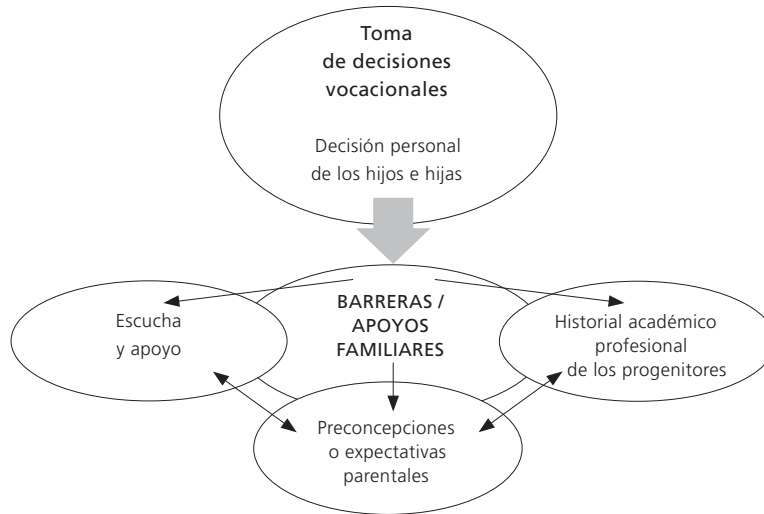 Toma
de decisiones
vocacionales
Decisión personal
de los hijos e hijas
BARRERAS /
APOYOS
FAMILIARES
Escucha
y apoyo
Historial académico
profesional
de los progenitores
Preconcepciones
o expectativas
parentales